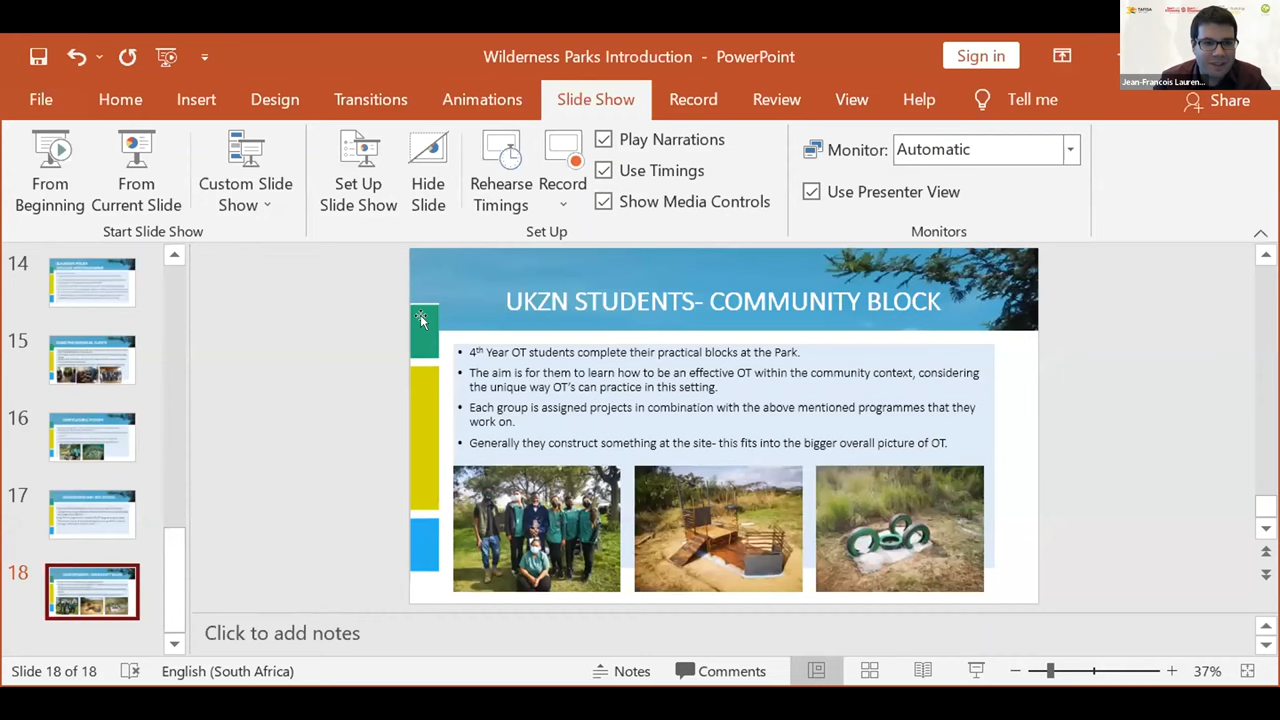 Wilderness Parks Introduction - PowerPoint
Sign in
TAFISA
Jean-Francois Lauren...
File Home Insert Design Transitions Animations Slide Show Record Review View Help Tell me Share
From Beginning
From Current Slide
Custom Slide Show
Start Slide Show
Set Up Slide Show
Hide Slide
Rehearse Timings
Record
Play Narrations
Use Timings
Show Media Controls
Set Up
Monitor: Automatic
Use Presenter View
Monitors
14
15
16
17
18
UKZN STUDENTS- COMMUNITY BLOCK
• 4th Year OT students complete their practical blocks at the Park.
• The aim is for them to learn how to be an effective OT within the community context, considering
the unique way OT's can practice in this setting.
• Each group is assigned projects in combination with the above mentioned programmes that they
work on.
• Generally they construct something at the site- this fits into the bigger overall picture of OT.
Click to add notes
Slide 18 of 18 English (South Africa) Notes Comments 37%